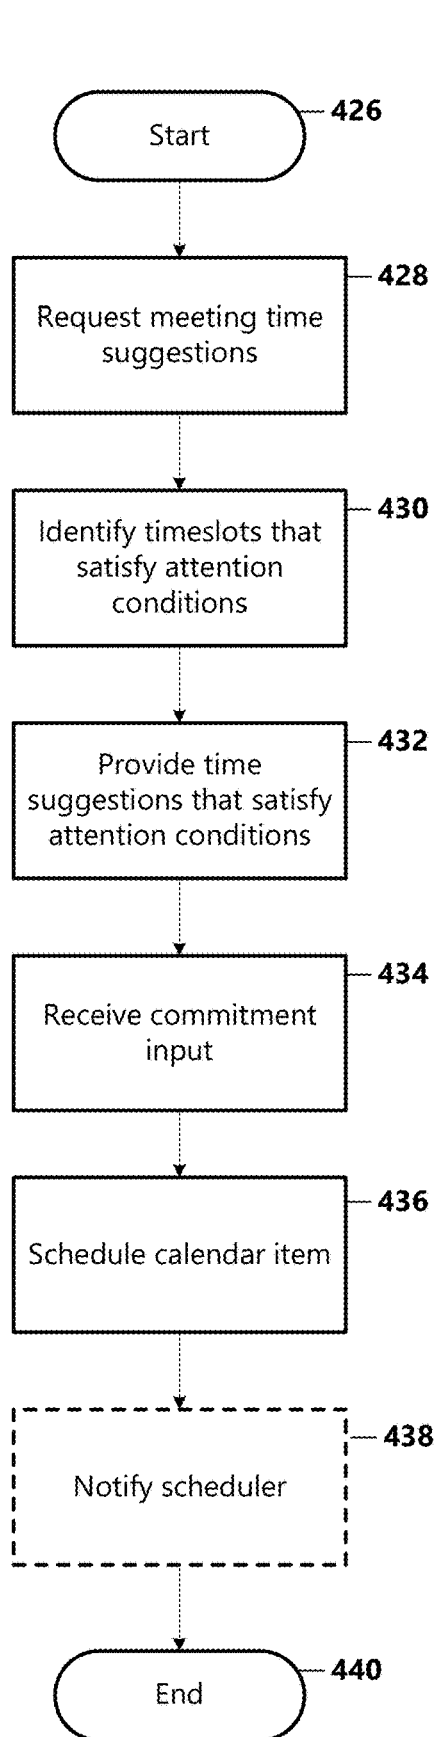 426
Start
428
Request meeting time
suggestions
430
Identify timeslots that
satisfy attention
conditions
432
Provide time
suggestions that satisfy
attention conditions
434
Receive commitment
input
436
Schedule calendar item
438
Notify scheduler
440
End